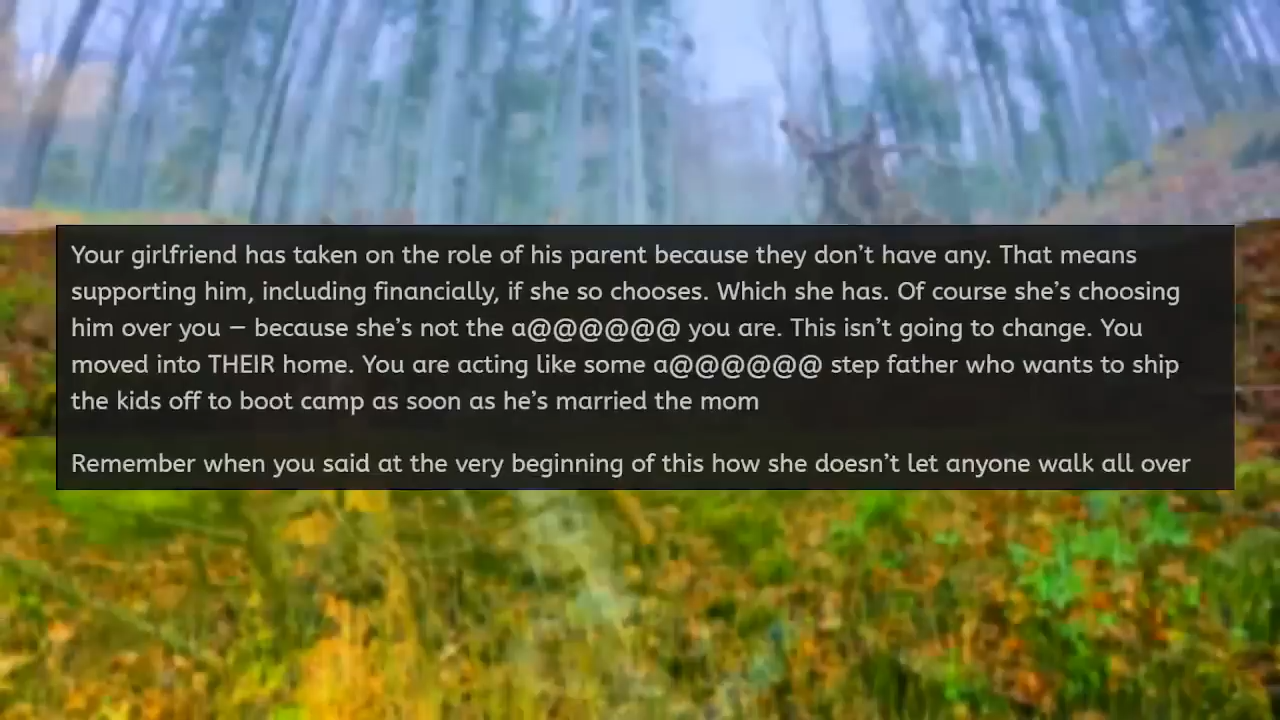 Your girlfriend has taken on the role of his parent because they don’t have any. That means
supporting him, including financially, if she so chooses. Which she has. Of course she’s choosing
him over you – because she’s not the a@@@@@@ you are. This isn’t going to change. You
moved into THEIR home. You are acting like some a@@@@@@ step father who wants to ship
the kids off to boot camp as soon as he’s married the mom
Remember when you said at the very beginning of this how she doesn’t let anyone walk all over